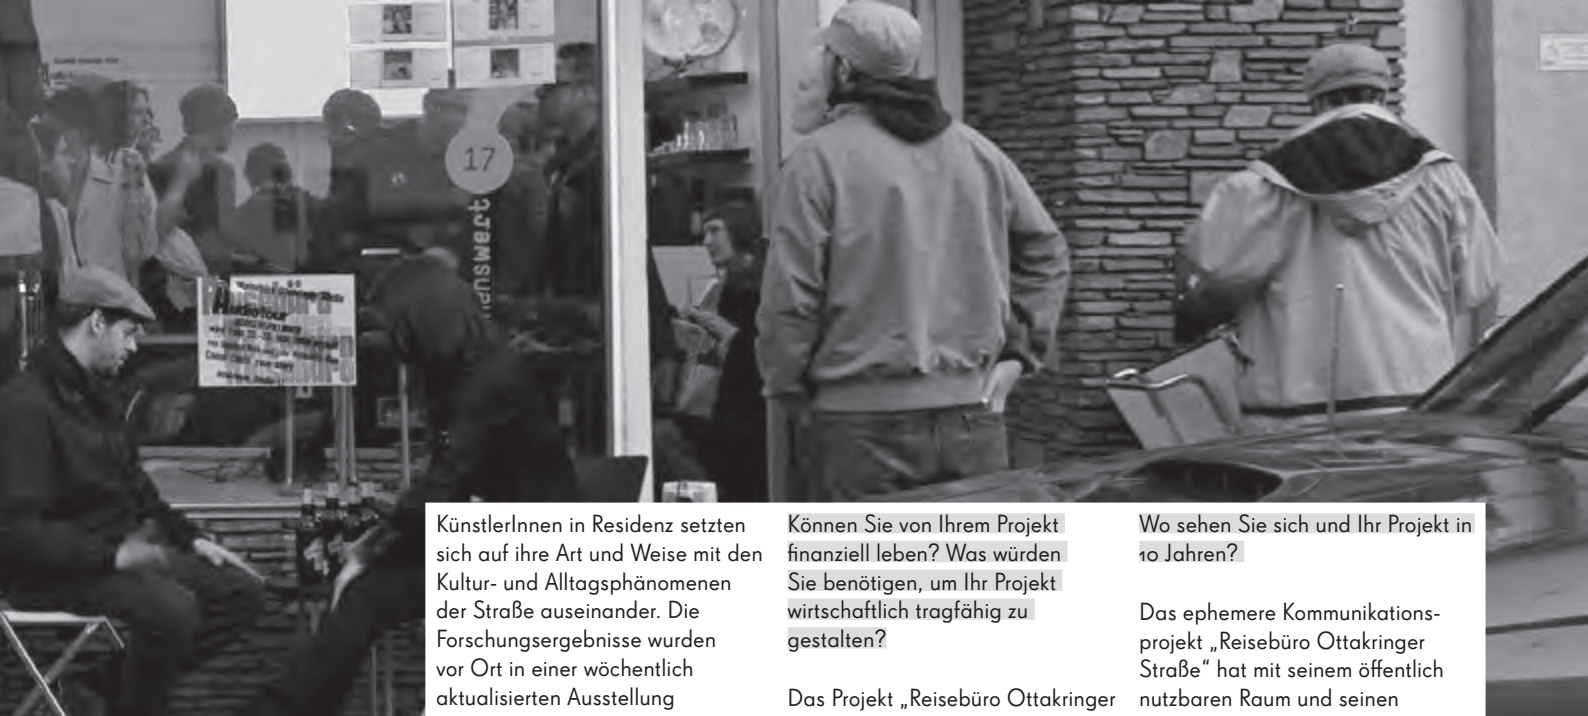 17
Audiotour
KünstlerInnen in Residenz setzten
sich auf ihre Art und Weise mit den
Kultur- und Alltagsphänomenen
der Straße auseinander. Die
Forschungsergebnisse wurden
vor Ort in einer wöchentlich
aktualisierten Ausstellung
Können Sie von Ihrem Projekt
finanziell leben? Was würden
Sie benötigen, um Ihr Projekt
wirtschaftlich tragfähig zu
gestalten?
Das Projekt „Reisebüro Ottakringer
Wo sehen Sie sich und Ihr Projekt in
10 Jahren?
Das ephemere Kommunikations-
projekt „Reisebüro Ottakringer
Straße“ hat mit seinem öffentlich
nutzbaren Raum und seinen